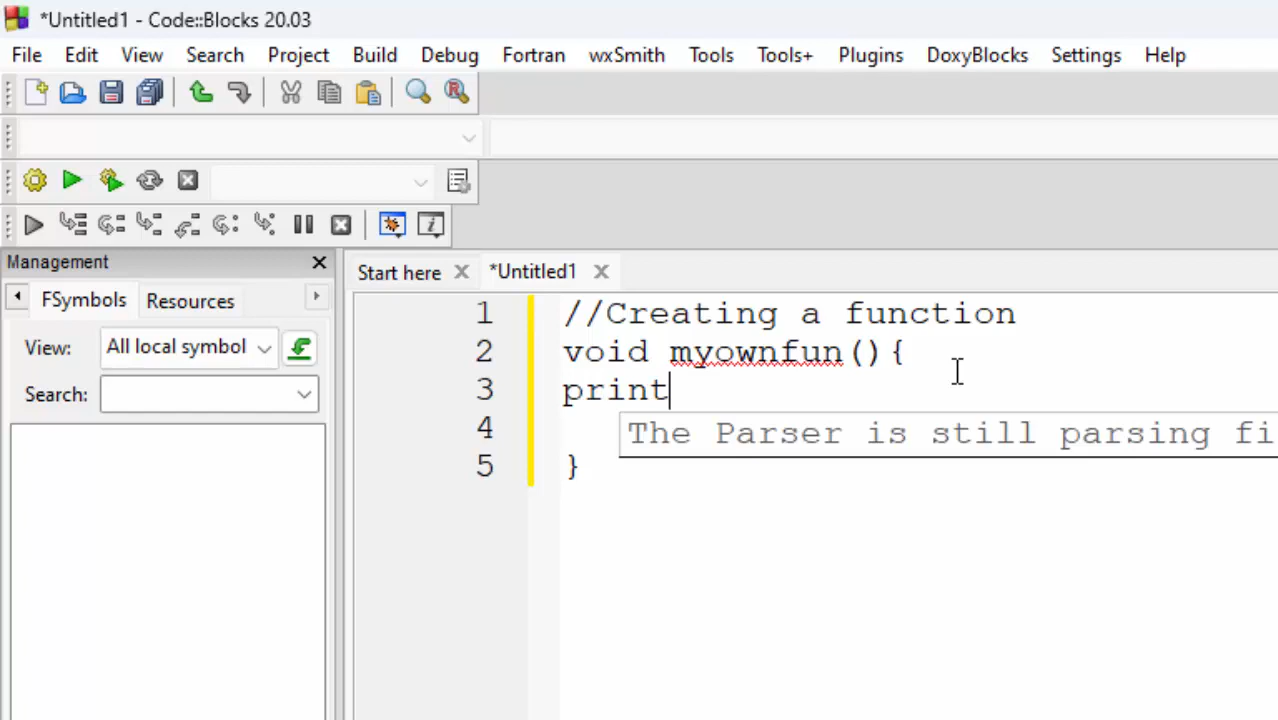 *Untitled1 - Code::Blocks 20.03
File Edit View Search Project Build Debug Fortran wxSmith Tools Tools+ Plugins DoxyBlocks Settings Help
Management
Start here *Untitled1
FSymbols Resources
View: All local symbol
Search:
1 //Creating a function
2 void myownfun(){
3 print
4
The Parser is still parsing fi
5 }